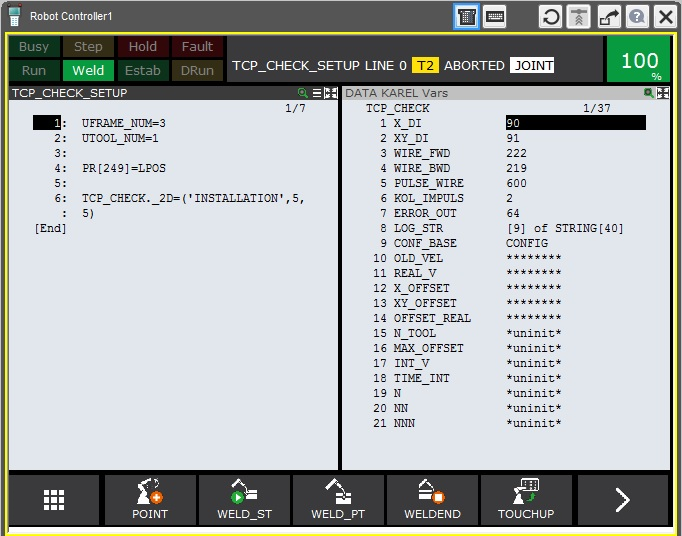 Robot Controller1
Busy Step Hold Fault
Run Weld Estab DRun
TCP_CHECK_SETUP LINE 0 T2 ABORTED JOINT
100 %
TCP_CHECK_SETUP
1/7
1: UFRAME_NUM=3
2: UTOOL_NUM=1
3:
4: PR[249]=LPOS
5:
6: TCP_CHECK._2D=('INSTALLATION',5,
: 5)
[End]
DATA KAREL Vars
TCP_CHECK 1/37
1 X_DI 90
2 XY_DI 91
3 WIRE_FWD 222
4 WIRE_BWD 219
5 PULSE_WIRE 600
6 KOL_IMPULS 2
7 ERROR_OUT 64
8 LOG_STR [9] of STRING[40]
9 CONF_BASE CONFIG
10 OLD_VEL ********
11 REAL_V ********
12 X_OFFSET ********
13 XY_OFFSET ********
14 OFFSET_REAL ********
15 N_TOOL *uninit*
16 MAX_OFFSET *uninit*
17 INT_V *uninit*
18 TIME_INT *uninit*
19 N *uninit*
20 NN *uninit*
21 NNN *uninit*
POINT WELD_ST WELD_PT WELDEND TOUCHUP